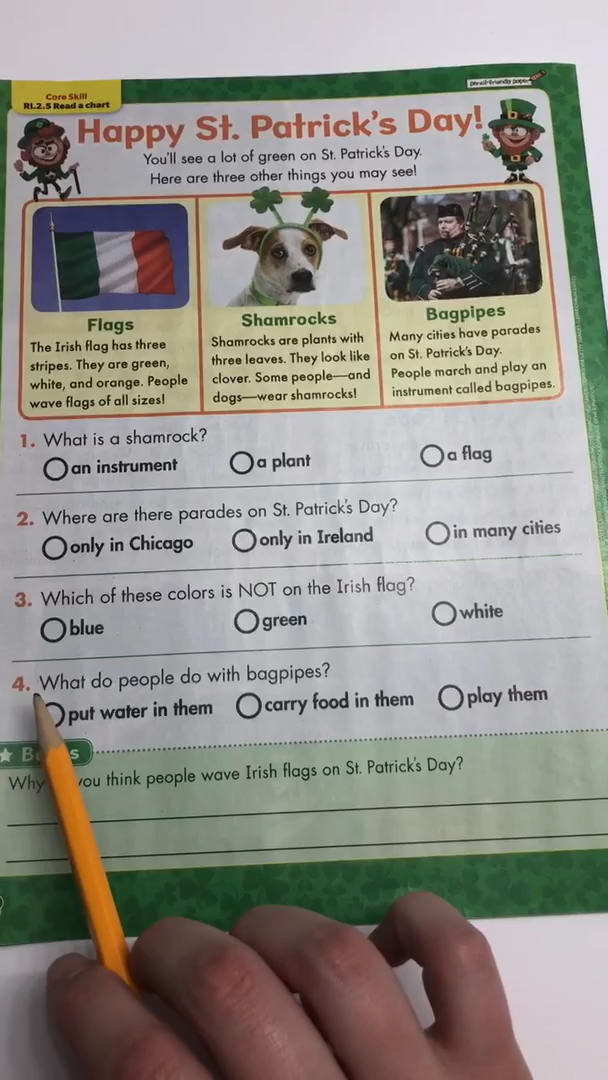 Core Skill
RI.2.5 Read a chart
pencil-friendly paper
Happy St. Patrick's Day!
You'll see a lot of green on St. Patrick's Day.
Here are three other things you may see!
Flags
The Irish flag has three
stripes. They are green,
white, and orange. People
wave flags of all sizes!
Shamrocks
Shamrocks are plants with
three leaves. They look like
clover. Some people—and
dogs—wear shamrocks!
Bagpipes
Many cities have parades
on St. Patrick's Day.
People march and play an
instrument called bagpipes.
1. What is a shamrock?
an instrument a plant a flag
2. Where are there parades on St. Patrick's Day?
only in Chicago only in Ireland in many cities
3. Which of these colors is NOT on the Irish flag?
blue green white
4. What do people do with bagpipes?
put water in them carry food in them play them
Why you think people wave Irish flags on St. Patrick's Day?